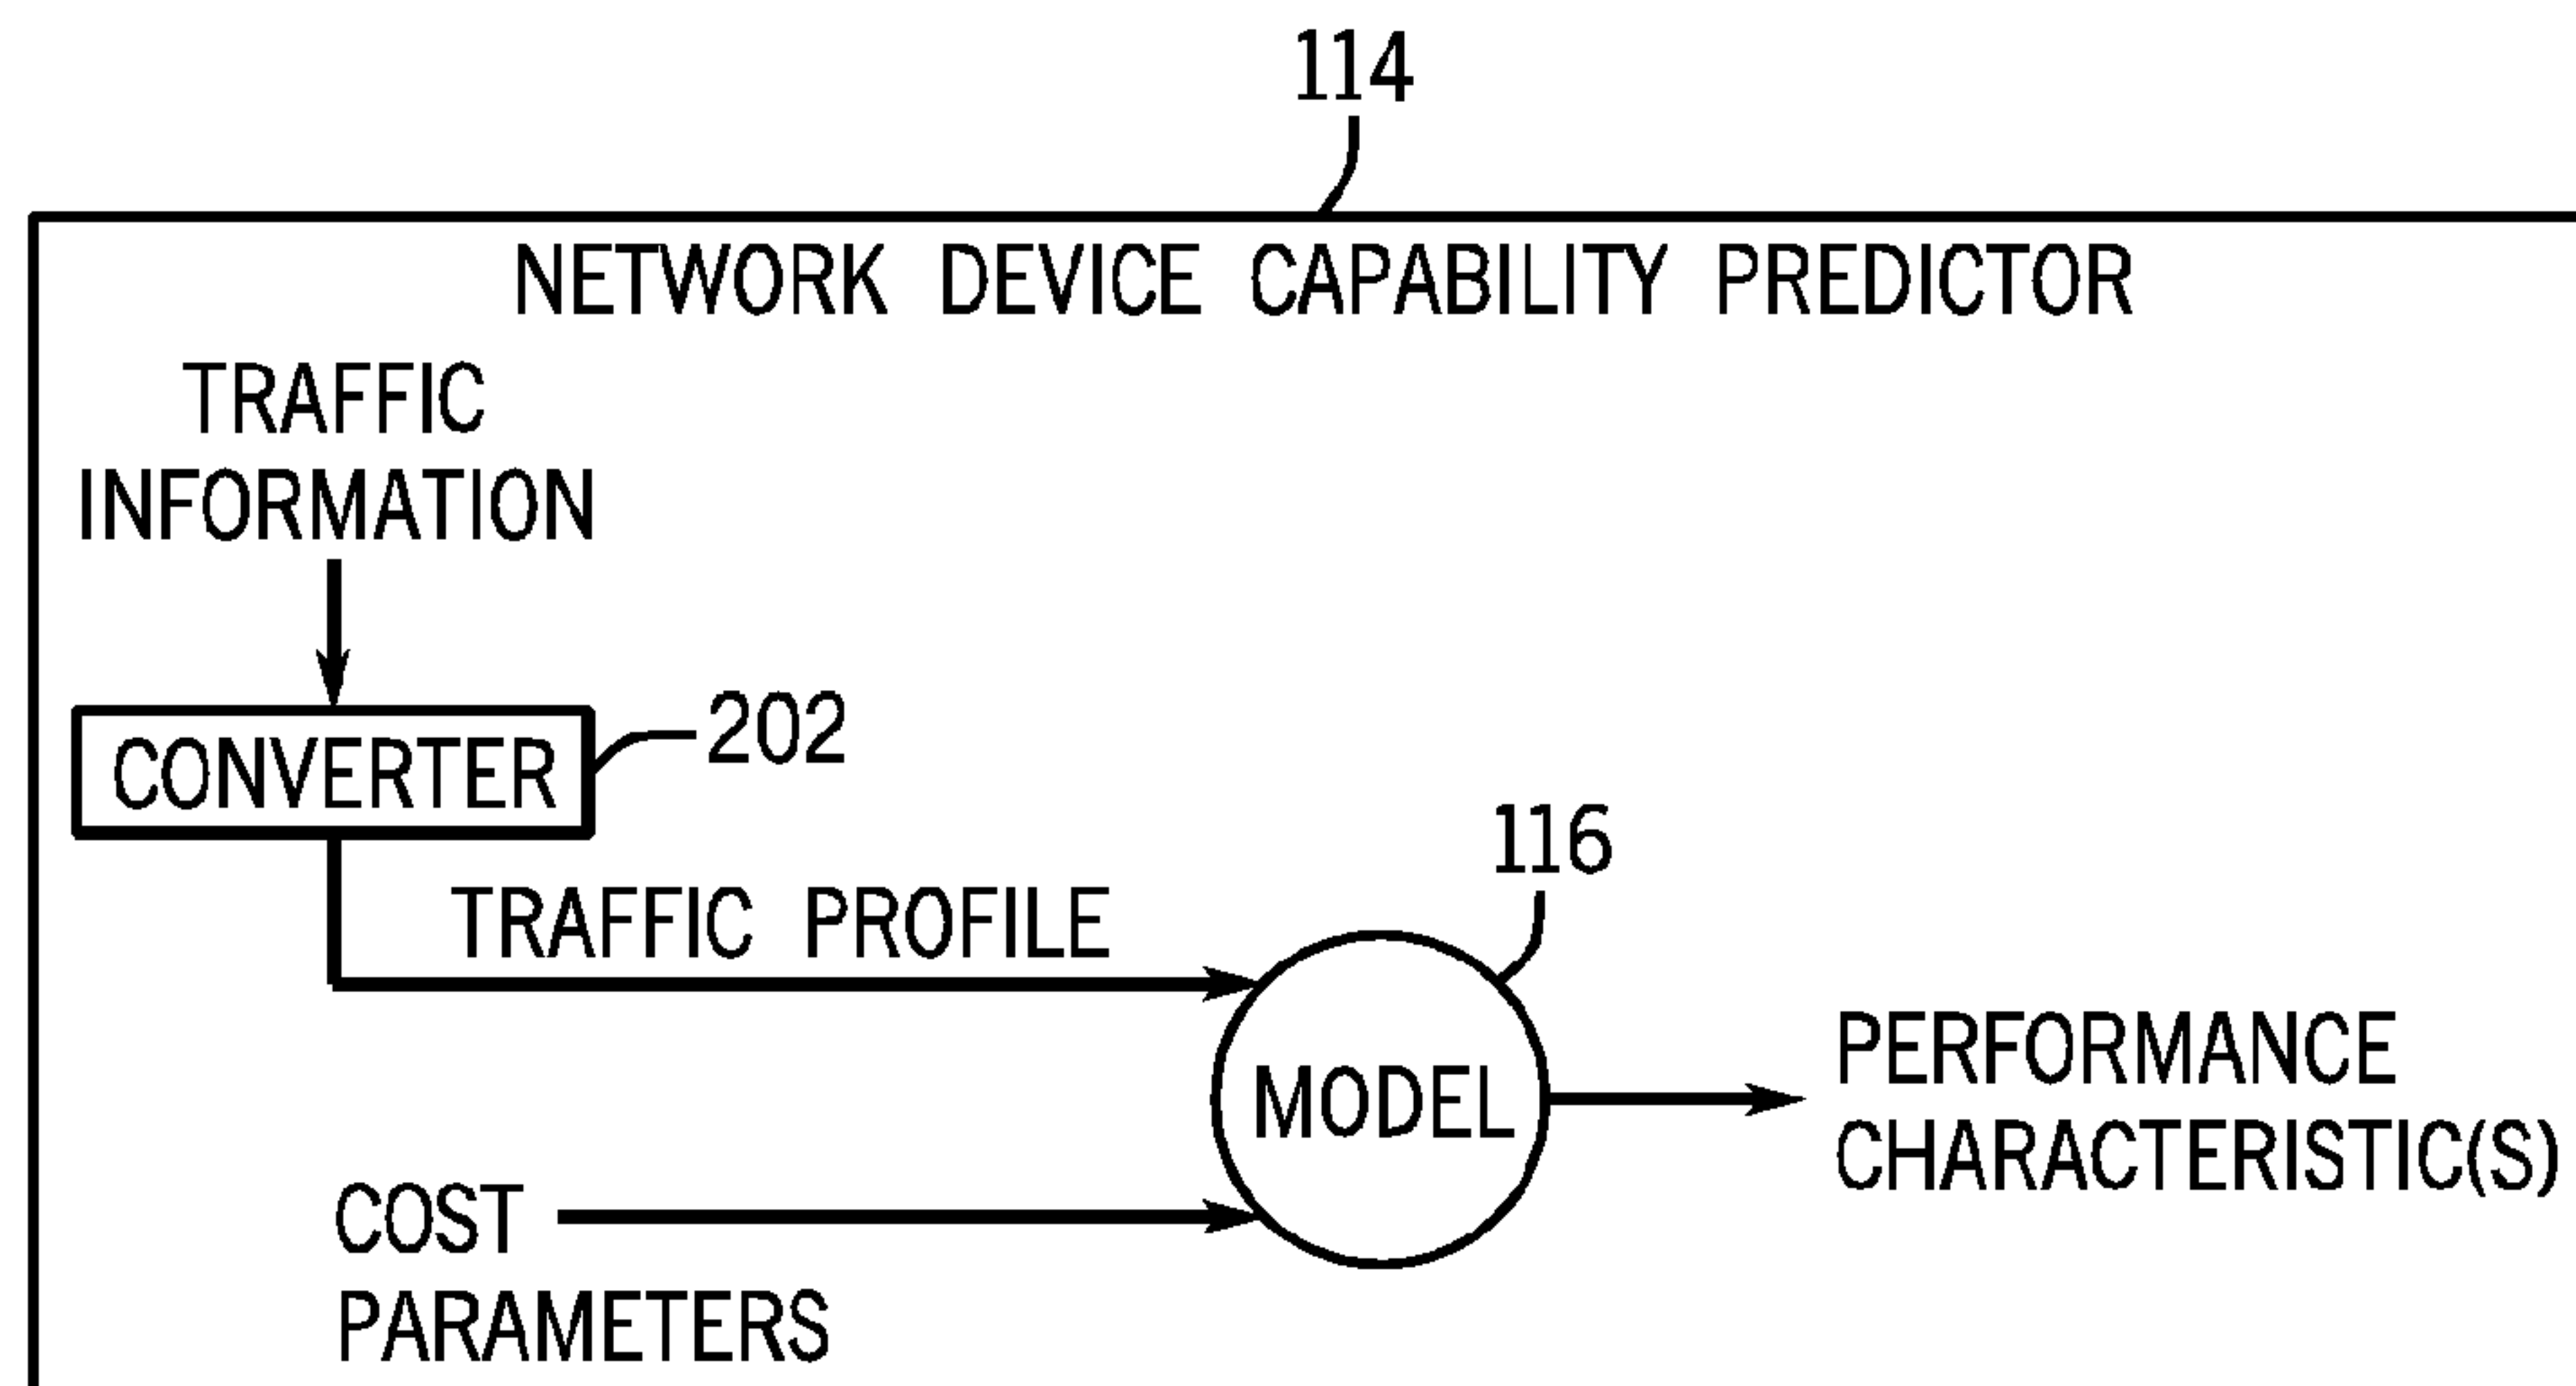 114
NETWORK DEVICE CAPABILITY PREDICTOR
TRAFFIC
INFORMATION
CONVERTER
202
TRAFFIC PROFILE
116
MODEL
PERFORMANCE
CHARACTERISTIC(S)
COST
PARAMETERS